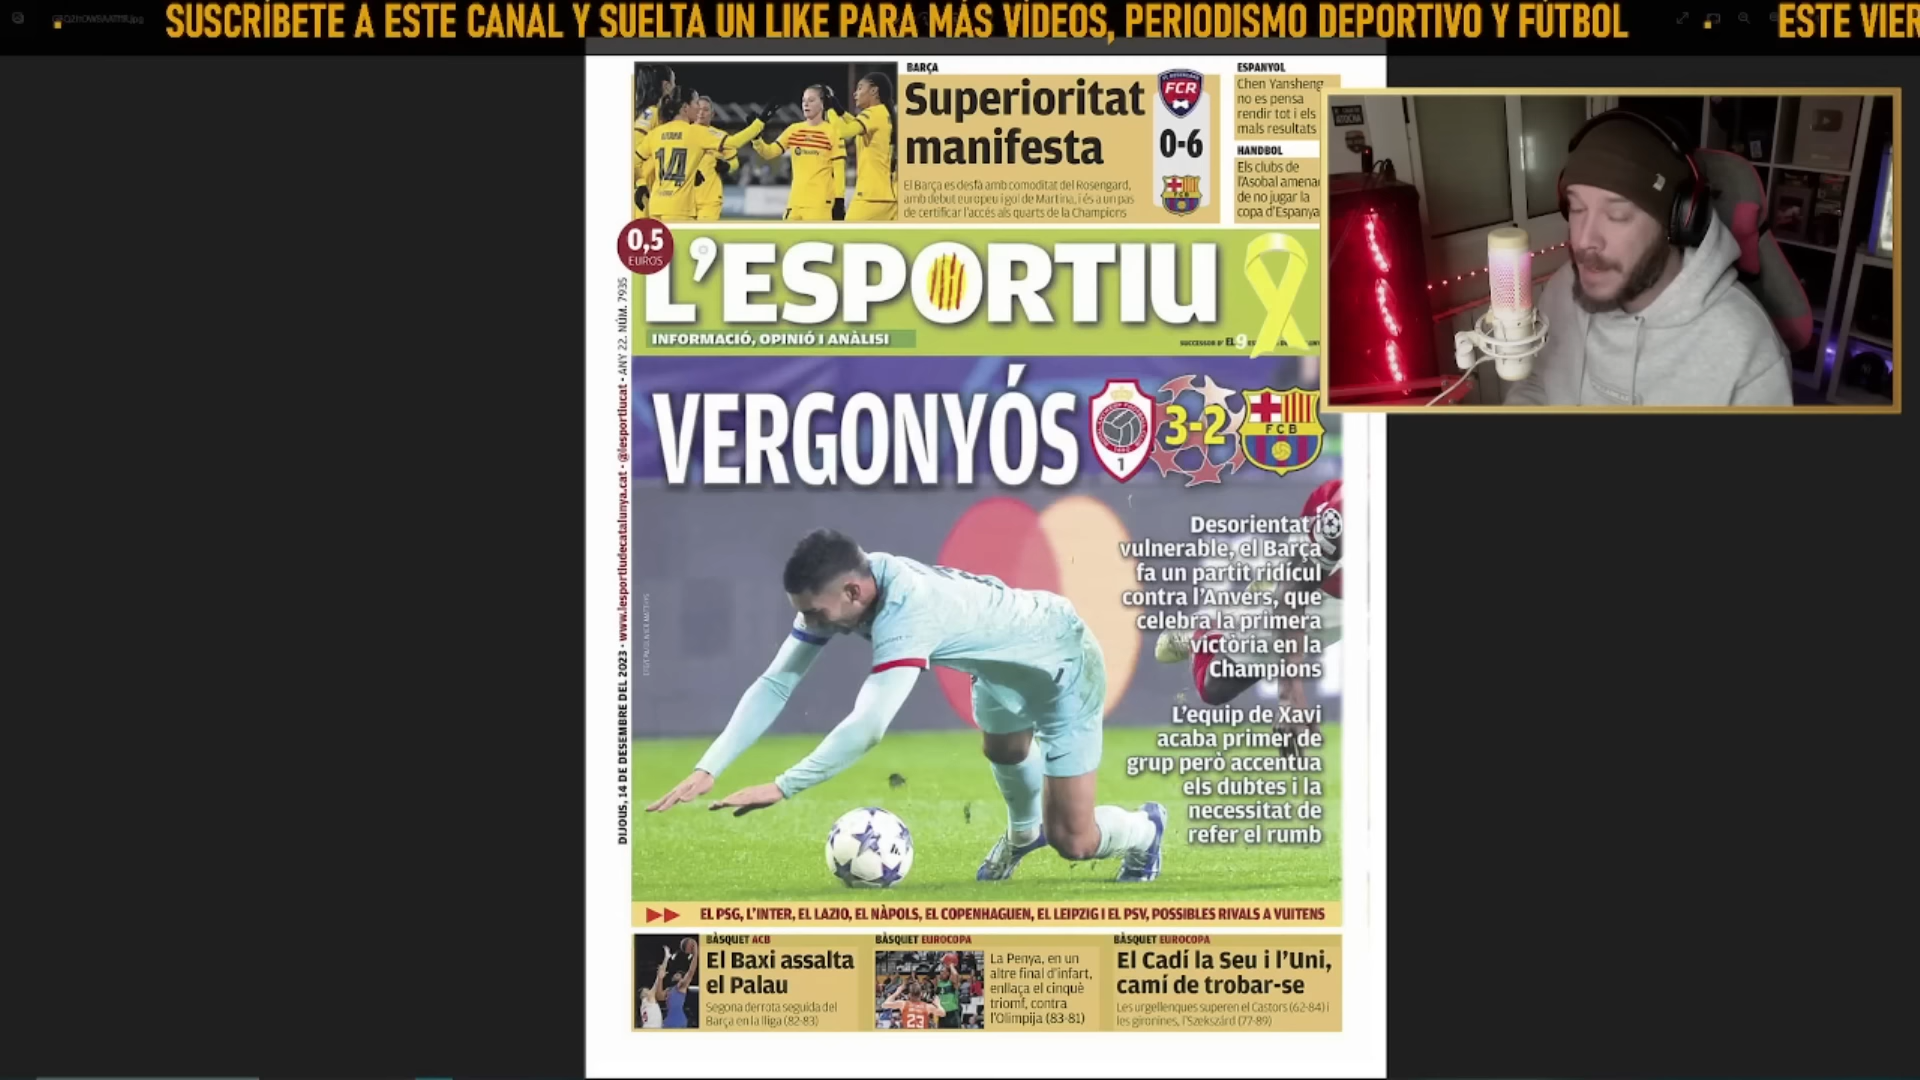 SUSCRÍBETE A ESTE CANAL Y SUELTA UN LIKE PARA MÁS VÍDEOS, PERIODISMO DEPORTIVO Y FÚTBOL
ESTE VIER
BARÇA
Superioritat
manifesta
El Barça es desfà amb comoditat del Rosengard,
amb debut europeu i gol de Martina, i és a un pas
de certificar l'accés als quarts de la Champions
14
FCR
0-6
FCB
ESPANYOL
Chen Yansheng
no es pensa
rendir tot i els
mals resultats
HANDBOL
Els clubs de
l'Asobal amena
de no jugar la
copa d'Espanya
0,5
EUROS
L'ESPORTIU
INFORMACIÓ, OPINIÓ I ANÀLISI
DIJOUS, 14 DE DESEMBRE DEL 2023 · www.lesportiudecatalunya.cat · @lesportiucat · ANY 22. NÚM. 7935
VERGONYÓS
1
3-2
FCB
Desorientat i
vulnerable, el Barça
fa un partit ridícul
contra l'Anvers, que
celebra la primera
victòria en la
Champions
L'equip de Xavi
acaba primer de
grup però accentua
els dubtes i la
necessitat de
refer el rumb
EL PSG, L'INTER, EL LAZIO, EL NÀPOLS, EL COPENHAGUEN, EL LEIPZIG I EL PSV, POSSIBLES RIVALS A VUITENS
BÀSQUET ACB
El Baxi assalta
el Palau
Segona derrota seguida del
Barça en la lliga (82-83)
BÀSQUET EUROCOPA
La Penya, en un
altre final d'infart,
enllaça el cinquè
triomf, contra
l'Olimpija (83-81)
23
BÀSQUET EUROCOPA
El Cadí la Seu i l'Uni,
camí de trobar-se
Les urgellenques superen el Castors (62-84) i
les gironines, l'Szekszárd (77-89)